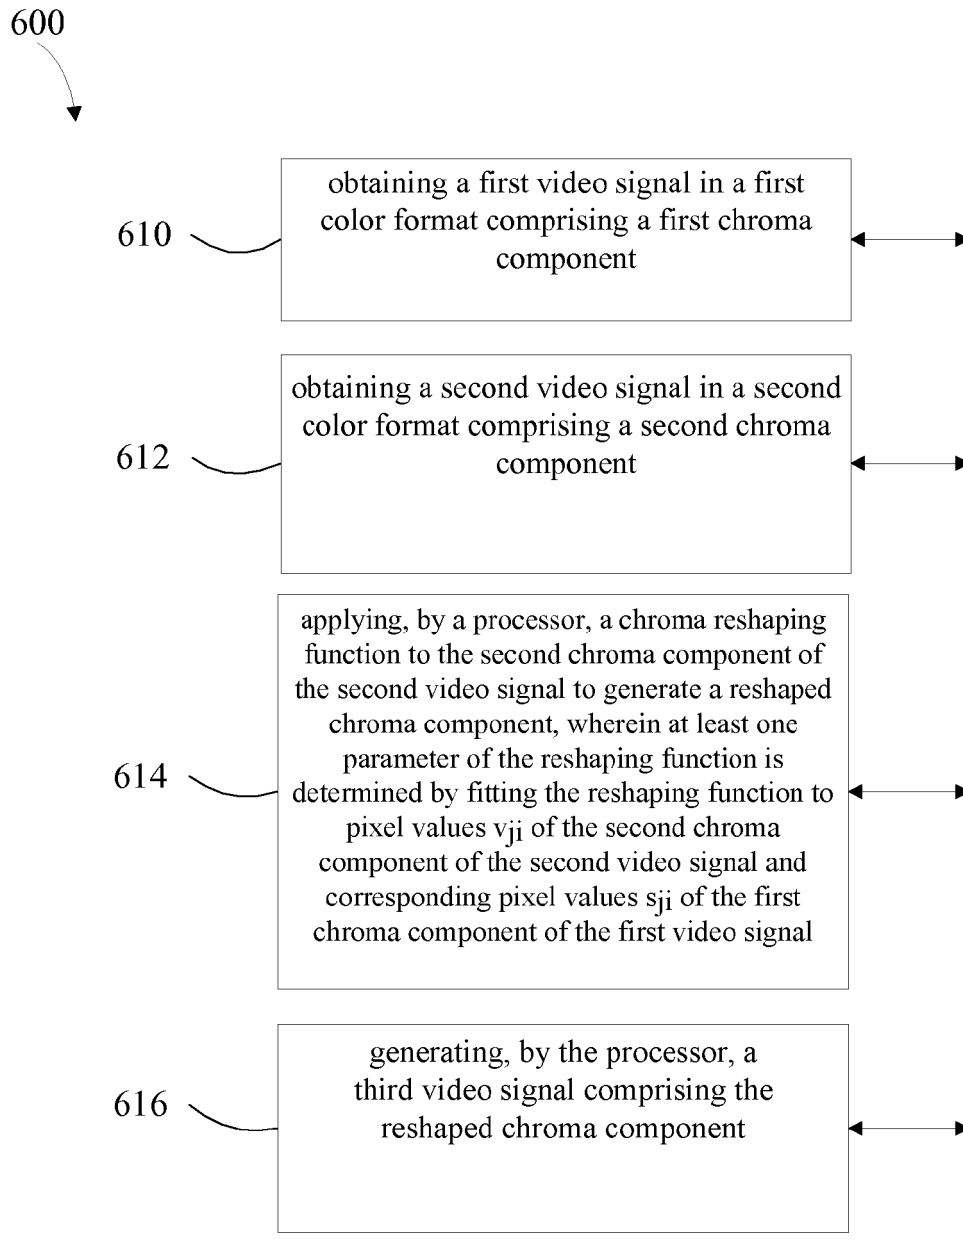 600
610
obtaining a first video signal in a first
color format comprising a first chroma
component
612
obtaining a second video signal in a second
color format comprising a second chroma
component
614
applying, by a processor, a chroma reshaping
function to the second chroma component of
the second video signal to generate a reshaped
chroma component, wherein at least one
parameter of the reshaping function is
determined by fitting the reshaping function to
pixel values vji of the second chroma
component of the second video signal and
corresponding pixel values sji of the first
chroma component of the first video signal
616
generating, by the processor, a
third video signal comprising the
reshaped chroma component